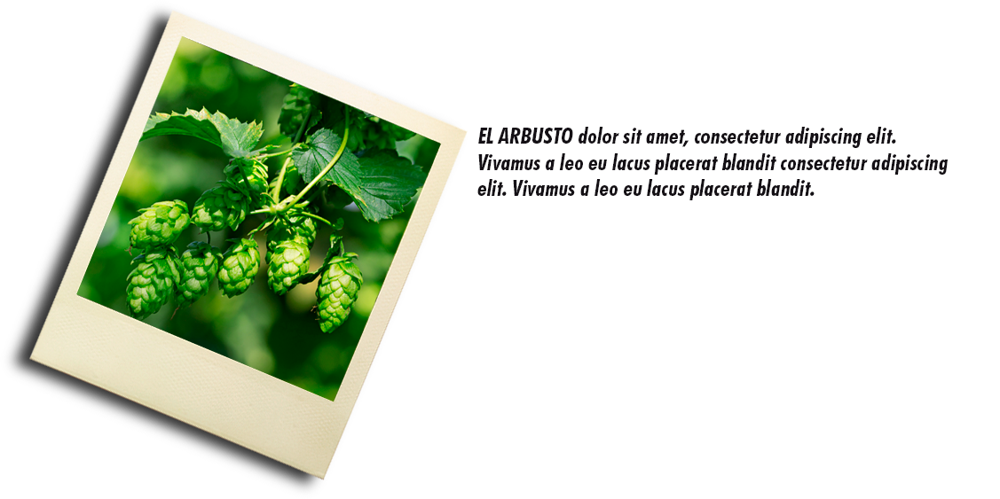 EL ARBUSTO dolor sit amet, consectetur adipiscing elit.
Vivamus a leo eu lacus placerat blandit consectetur adipiscing
elit. Vivamus a leo eu lacus placerat blandit.